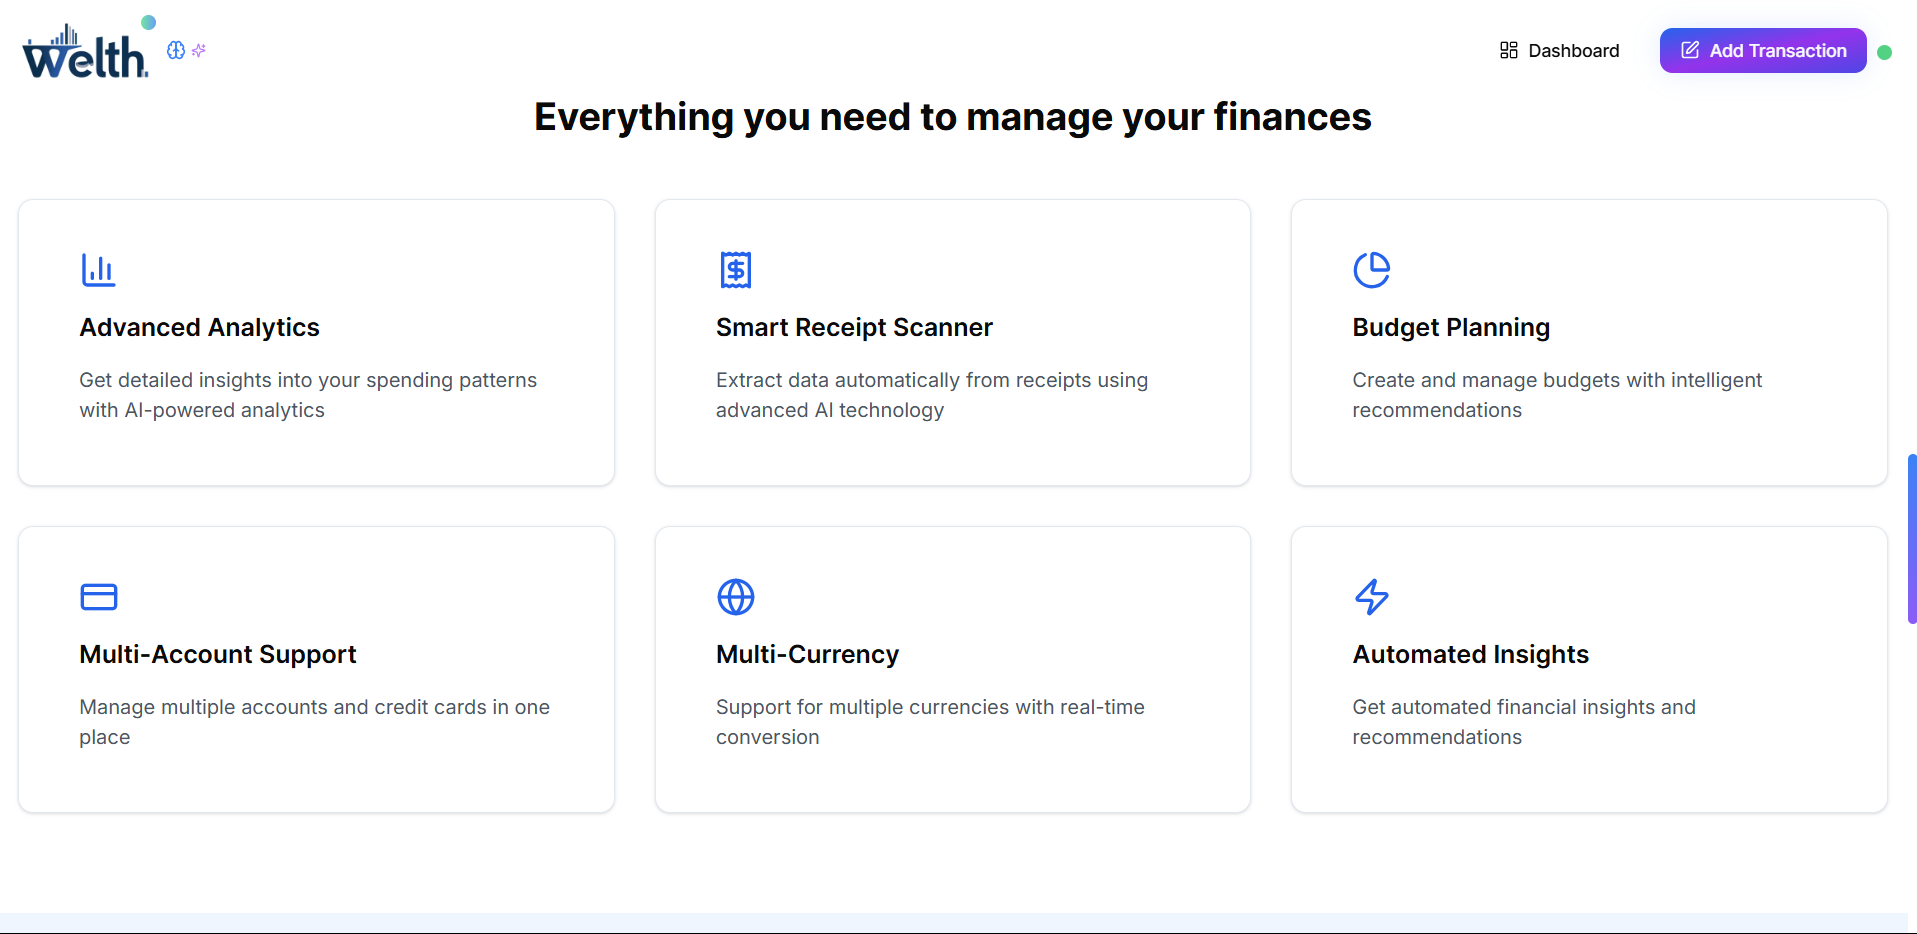 welth.
Dashboard
Add Transaction
Everything you need to manage your finances
Advanced Analytics
Get detailed insights into your spending patterns
with AI-powered analytics
Smart Receipt Scanner
Extract data automatically from receipts using
advanced AI technology
Budget Planning
Create and manage budgets with intelligent
recommendations
Multi-Account Support
Manage multiple accounts and credit cards in one
place
Multi-Currency
Support for multiple currencies with real-time
conversion
Automated Insights
Get automated financial insights and
recommendations